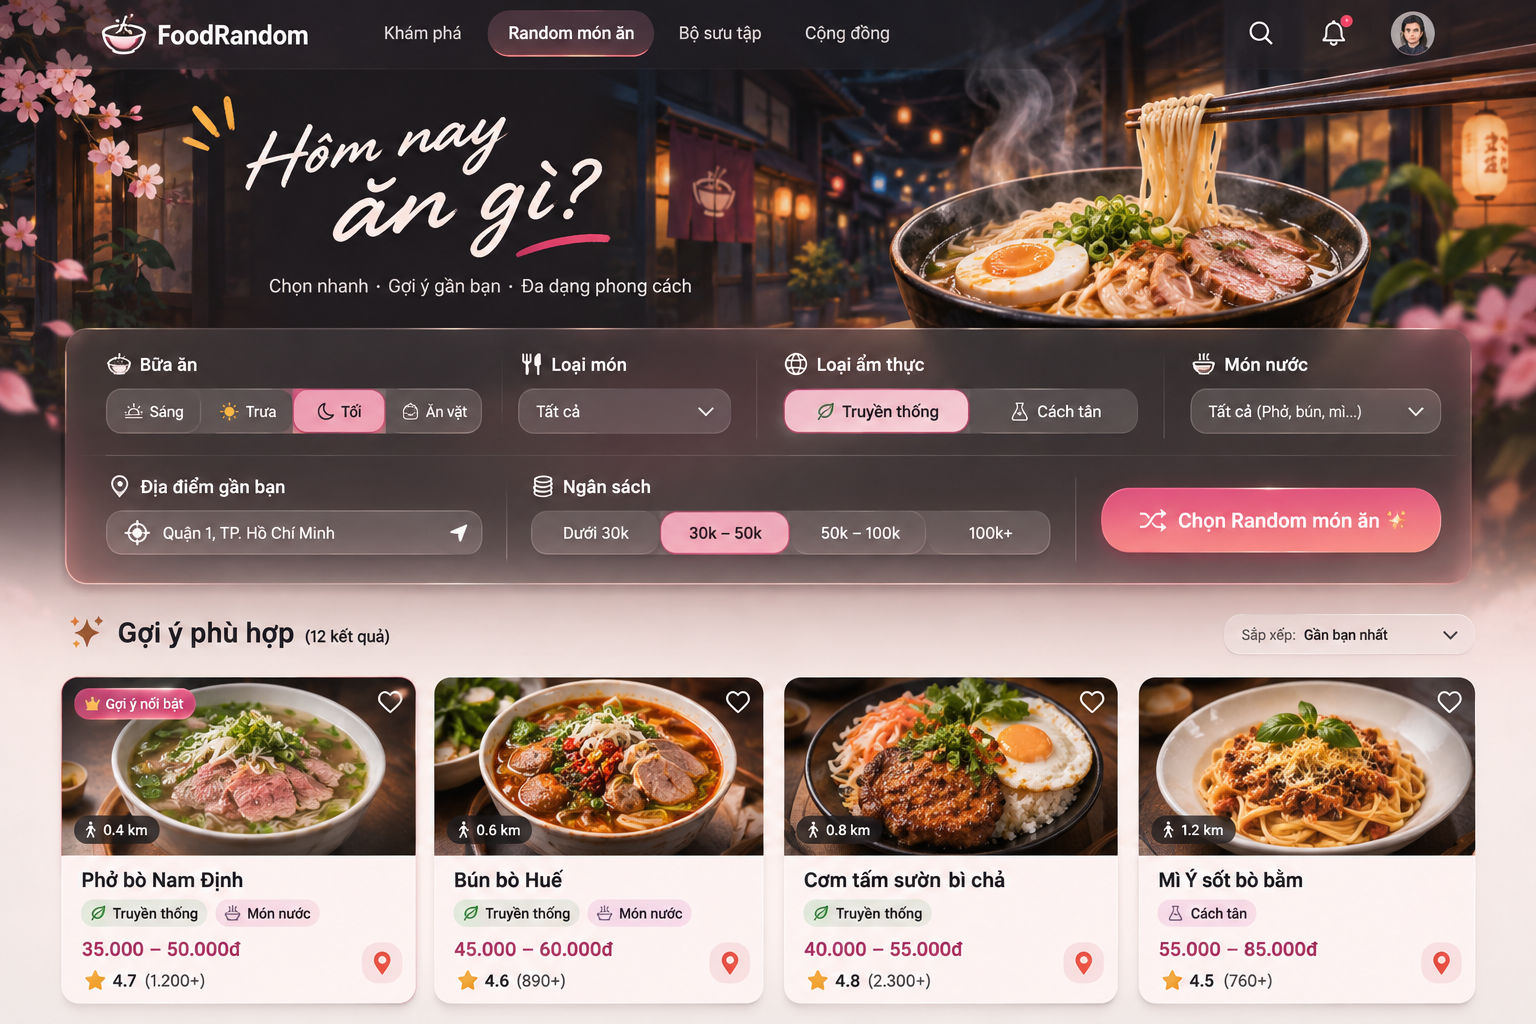 FoodRandom
Khám phá
Random món ăn
Bộ sưu tập
Cộng đồng
Hôm nay
ăn gì?
Chọn nhanh · Gợi ý gần bạn · Đa dạng phong cách
Bữa ăn
Sáng
Trưa
Tối
Ăn vặt
Loại món
Tất cả
Loại ẩm thực
Truyền thống
Cách tân
Món nước
Tất cả (Phở, bún, mì...)
Địa điểm gần bạn
Quận 1, TP. Hồ Chí Minh
Ngân sách
Dưới 30k
30k – 50k
50k – 100k
100k+
Chọn Random món ăn
Gợi ý phù hợp (12 kết quả)
Sắp xếp: Gần bạn nhất
Gợi ý nổi bật
0.4 km
Phở bò Nam Định
Truyền thống
Món nước
35.000 – 50.000đ
4.7 (1.200+)
0.6 km
Bún bò Huế
Truyền thống
Món nước
45.000 – 60.000đ
4.6 (890+)
0.8 km
Cơm tấm sườn bì chả
Truyền thống
40.000 – 55.000đ
4.8 (2.300+)
1.2 km
Mì Ý sốt bò bằm
Cách tân
55.000 – 85.000đ
4.5 (760+)